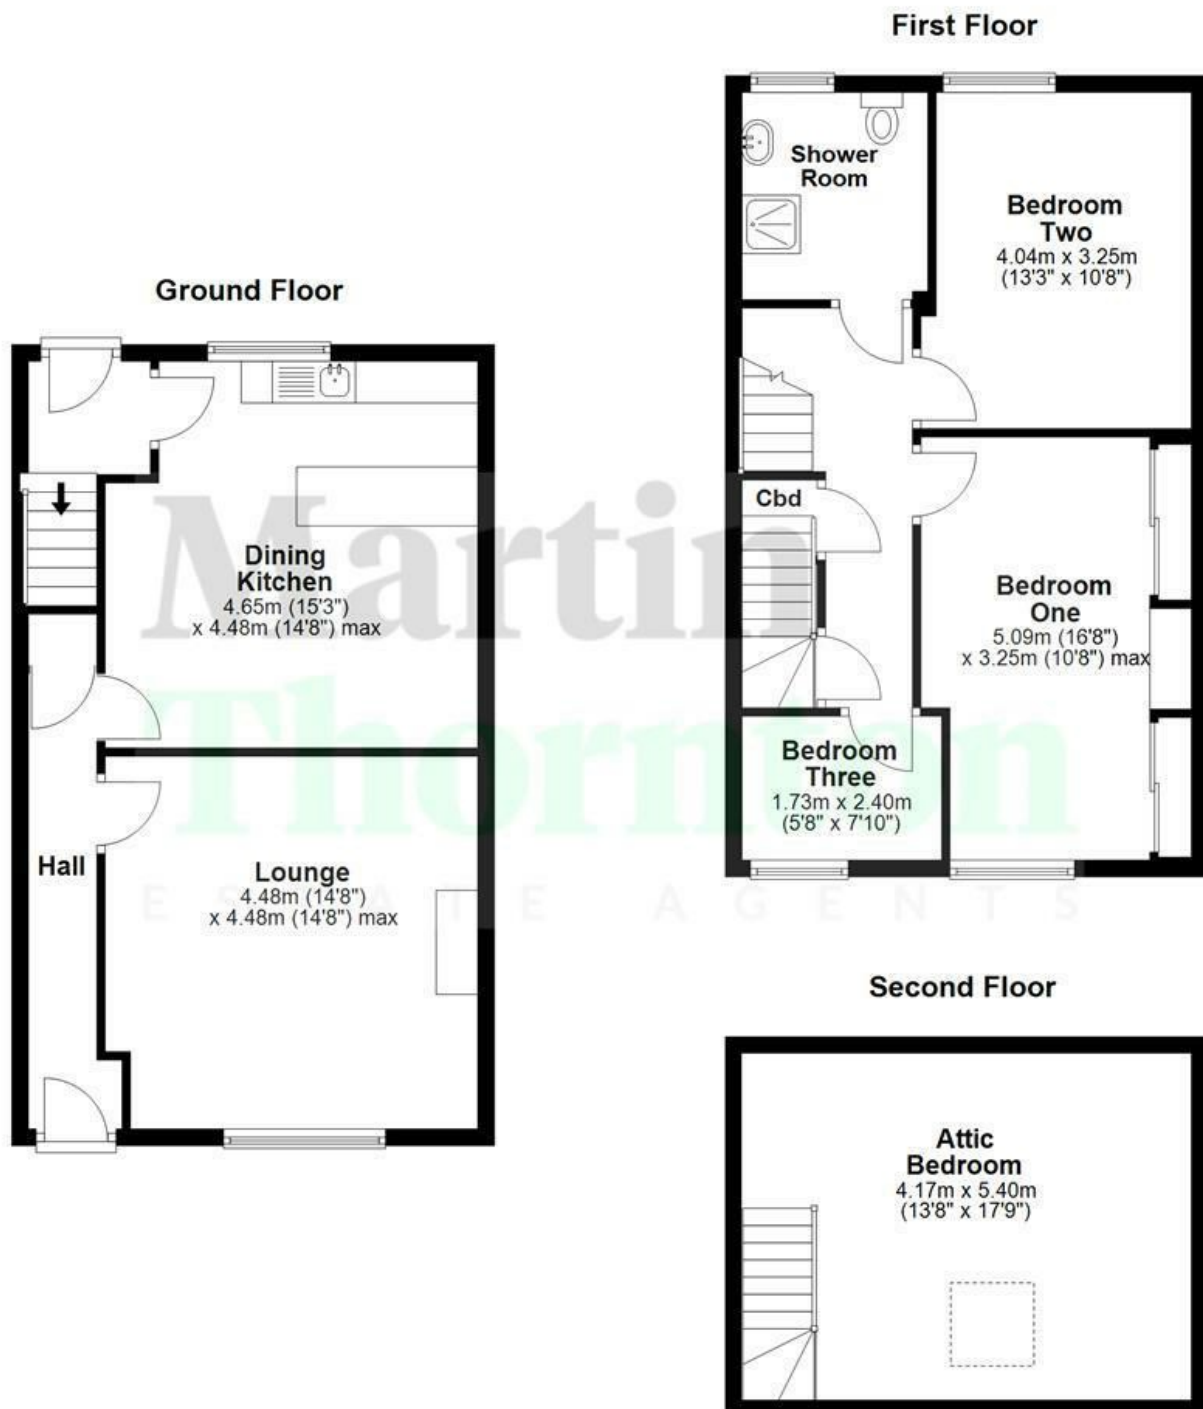 First Floor
Shower
Room
Bedroom
Two
4.04m x 3.25m
(13'3" x 10'8")
Ground Floor
Dining
Kitchen
4.65m (15'3")
x 4.48m (14'8") max
Cbd
Bedroom
One
5.09m (16'8")
x 3.25m (10'8") max
Bedroom
Three
1.73m x 2.40m
(5'8" x 7'10")
Hall
Lounge
4.48m (14'8")
x 4.48m (14'8") max
Martin
Thornton
ESTATE AGENTS
Second Floor
Attic
Bedroom
4.17m x 5.40m
(13'8" x 17'9")